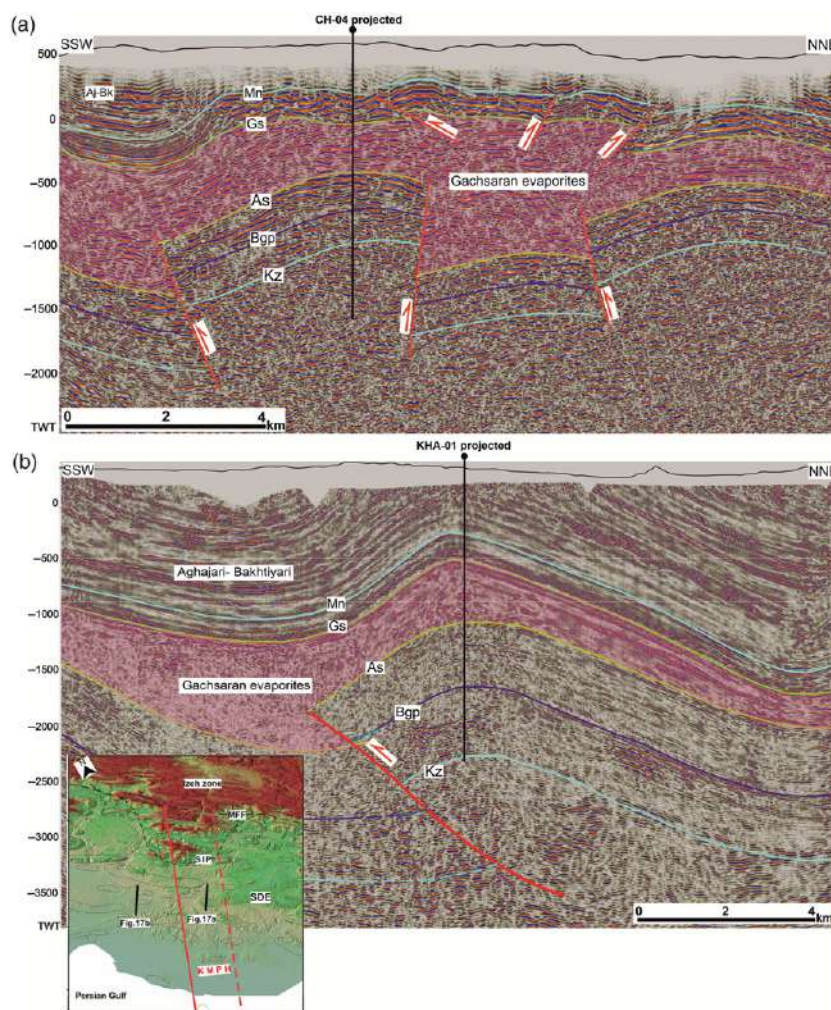 (a)
CH-04 projected
SSW
NNE
500
0
−500
−1000
−1500
−2000
TWT
Aj-Bk
Mn
Gs
As
Bgp
Kz
Gachsaran evaporites
0 2 4
km
(b)
KHA-01 projected
SSW
NNE
0
−500
−1000
−1500
−2000
−2500
−3000
−3500
TWT
Aghajari- Bakhtiyari
Mn
Gs
As
Gachsaran evaporites
Bgp
Kz
Izeh zone
MFF
SIP
SDE
Fig.17b
Fig.17a
K M P H
Persian Gulf
0 2 4
km